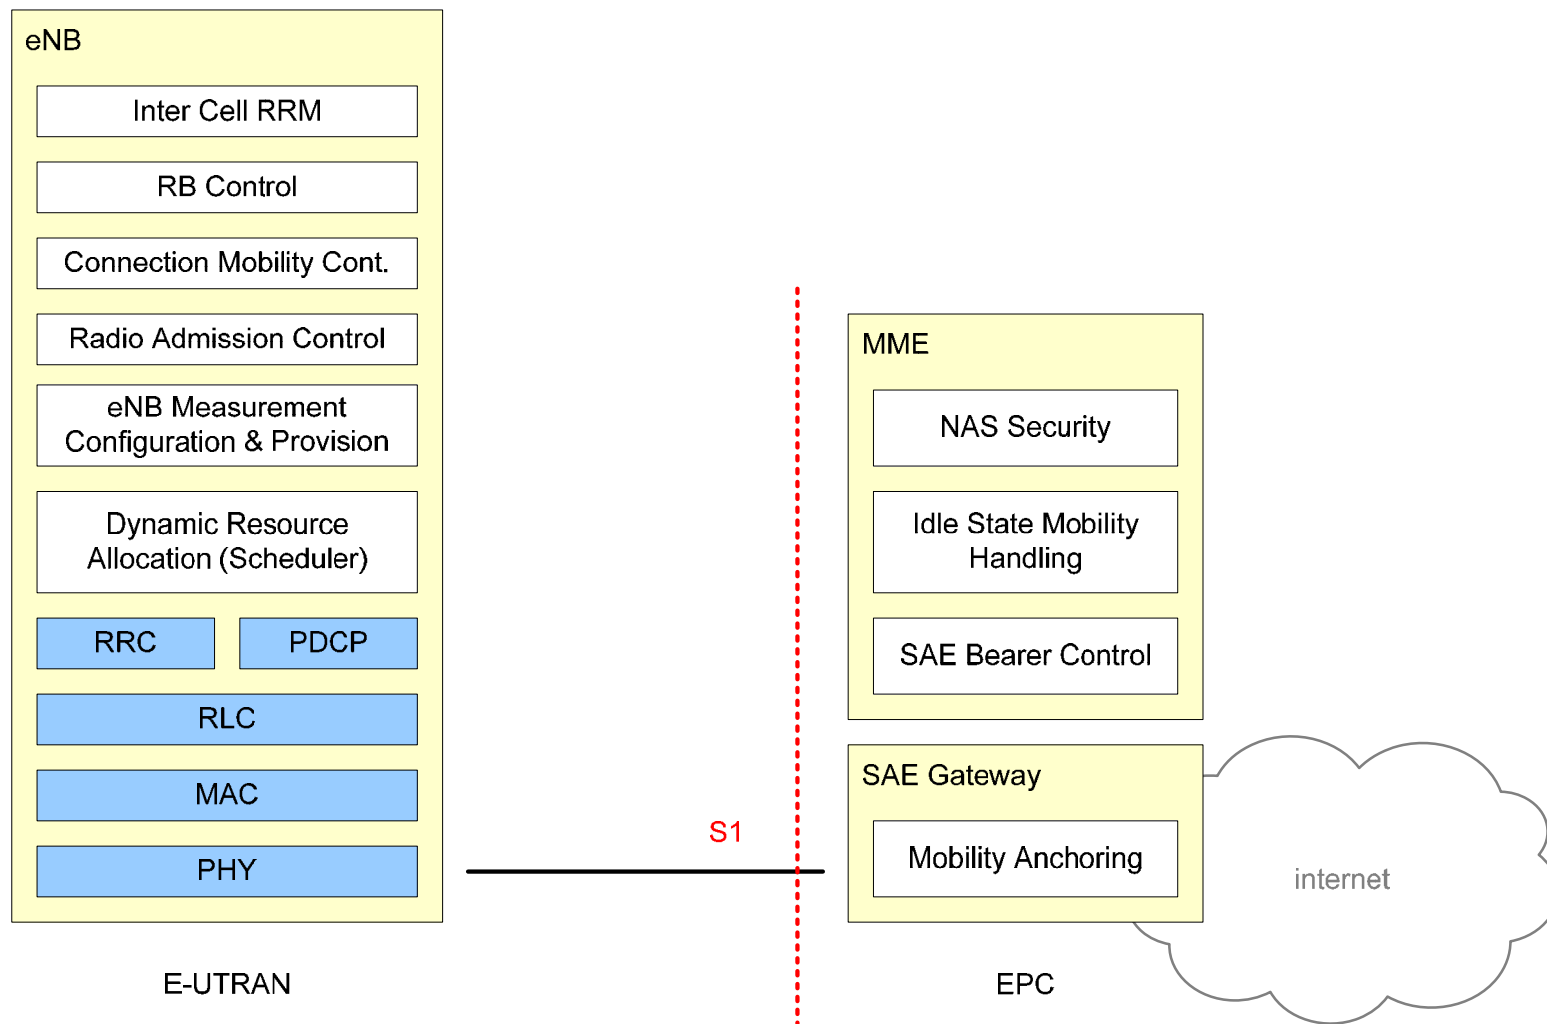 eNB
Inter Cell RRM
RB Control
Connection Mobility Cont.
Radio Admission Control
eNB Measurement
Configuration & Provision
Dynamic Resource
Allocation (Scheduler)
RRC
PDCP
RLC
MAC
PHY
E-UTRAN
S1
MME
NAS Security
Idle State Mobility
Handling
SAE Bearer Control
SAE Gateway
Mobility Anchoring
EPC
internet